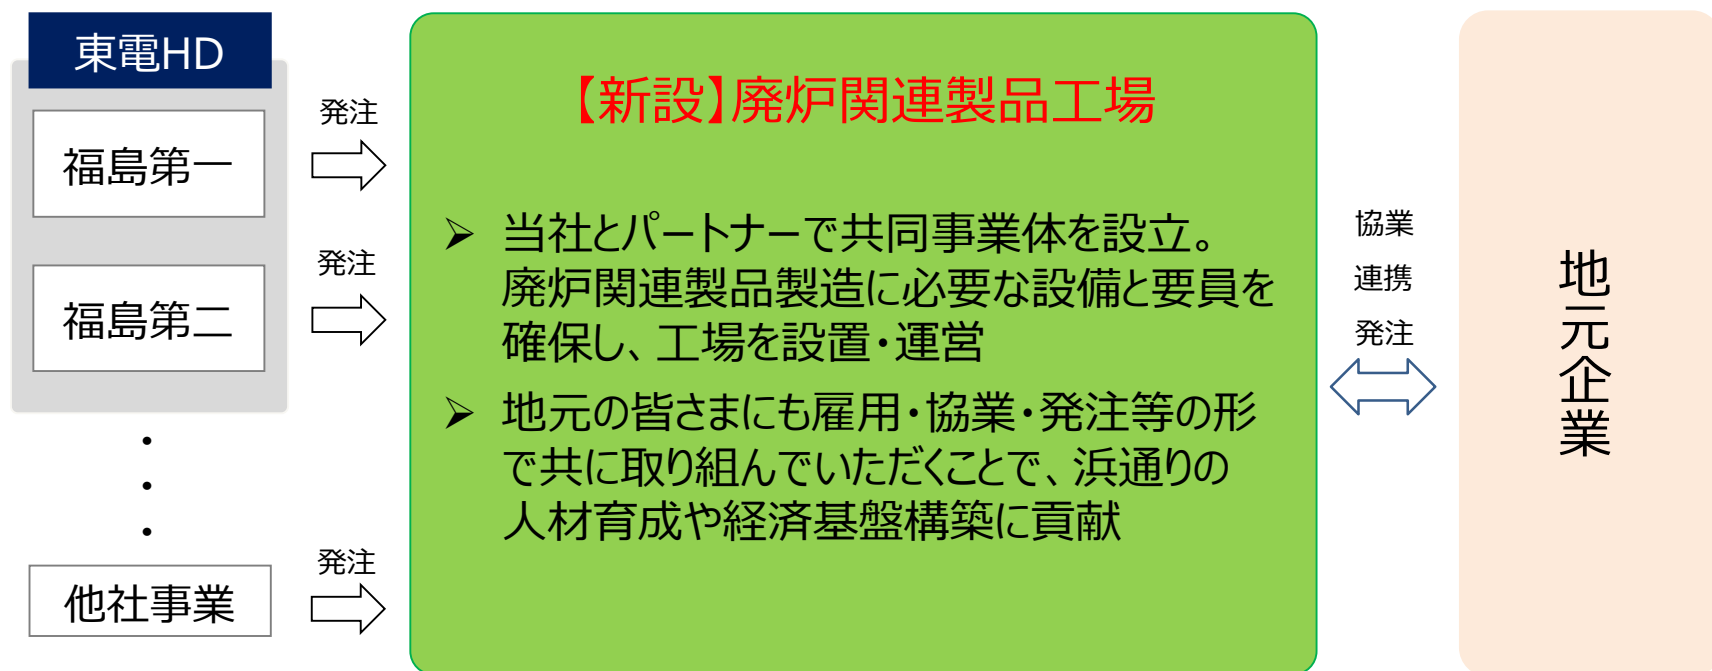 東電HD
福島第一
福島第二
・
・
・
他社事業
発注
発注
発注
【新設】廃炉関連製品工場
➢ 当社とパートナーで共同事業体を設立。
廃炉関連製品製造に必要な設備と要員を
確保し、工場を設置・運営
➢ 地元の皆さまにも雇用・協業・発注等の形
で共に取り組んでいただくことで、浜通りの
人材育成や経済基盤構築に貢献
協業
連携
発注
地元企業